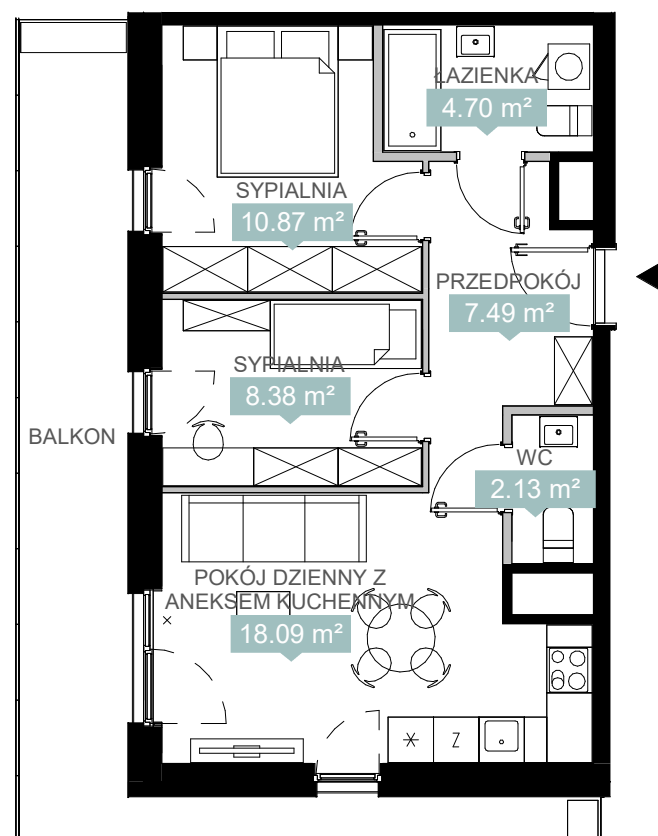 ŁAZIENKA
4.70 m²
SYPIALNIA
10.87 m²
PRZEDPOKÓJ
7.49 m²
SYPIALNIA
8.38 m²
BALKON
WC
2.13 m²
POKÓJ DZIENNY Z
ANEKSEM KUCHENNYM
18.09 m²
Z